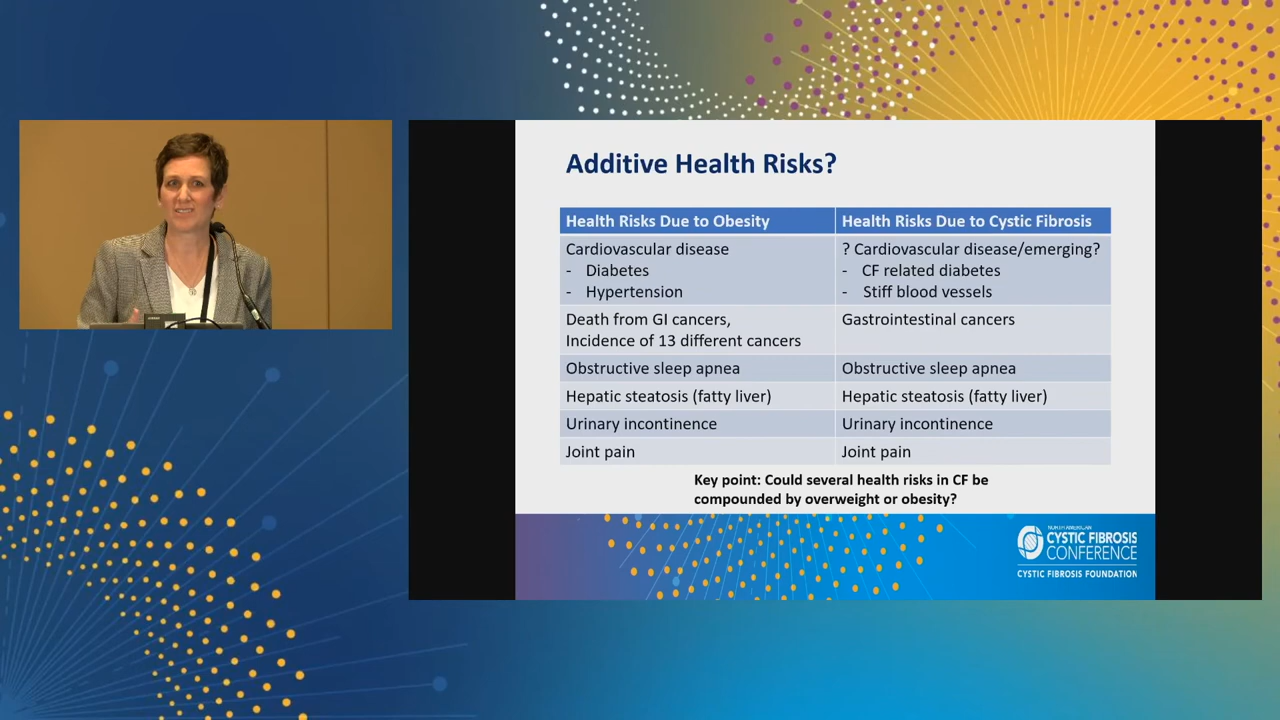 Additive Health Risks?
Health Risks Due to Obesity
Health Risks Due to Cystic Fibrosis
Cardiovascular disease
- Diabetes
- Hypertension
? Cardiovascular disease/emerging?
- CF related diabetes
- Stiff blood vessels
Death from GI cancers,
Incidence of 13 different cancers
Gastrointestinal cancers
Obstructive sleep apnea
Obstructive sleep apnea
Hepatic steatosis (fatty liver)
Hepatic steatosis (fatty liver)
Urinary incontinence
Urinary incontinence
Joint pain
Joint pain
Key point: Could several health risks in CF be
compounded by overweight or obesity?
NORTH AMERICAN
CYSTIC FIBROSIS
CONFERENCE
CYSTIC FIBROSIS FOUNDATION